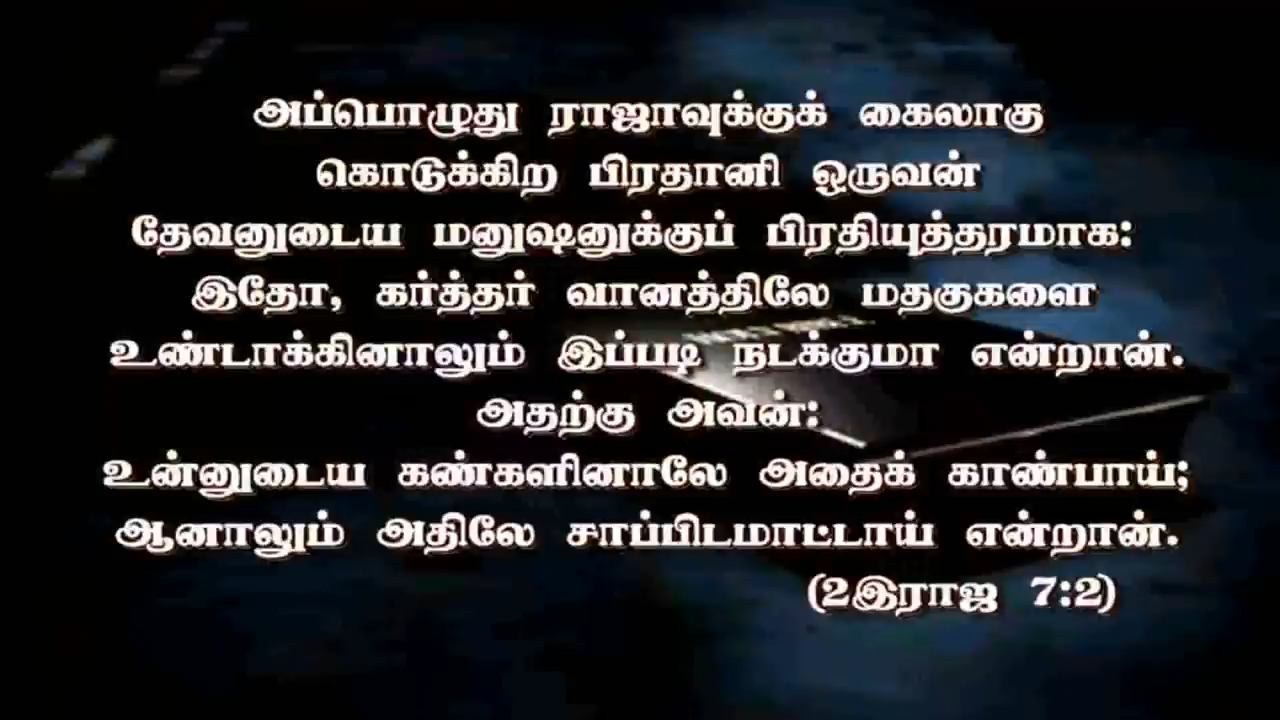 அப்பொழுது ராஜாவுக்குக் கைலாகு
கொடுக்கிற பிரதானி ஒருவன்
தேவனுடைய மனுஷனுக்குப் பிரதியுத்தரமாக:
இதோ, கர்த்தர் வானத்திலே மதகுகளை
உண்டாக்கினாலும் இப்படி நடக்குமா என்றான்.
அதற்கு அவன்:
உன்னுடைய கண்களினாலே அதைக் காண்பாய்;
ஆனாலும் அதிலே சாப்பிடமாட்டாய் என்றான்.
(2இராஜ 7:2)